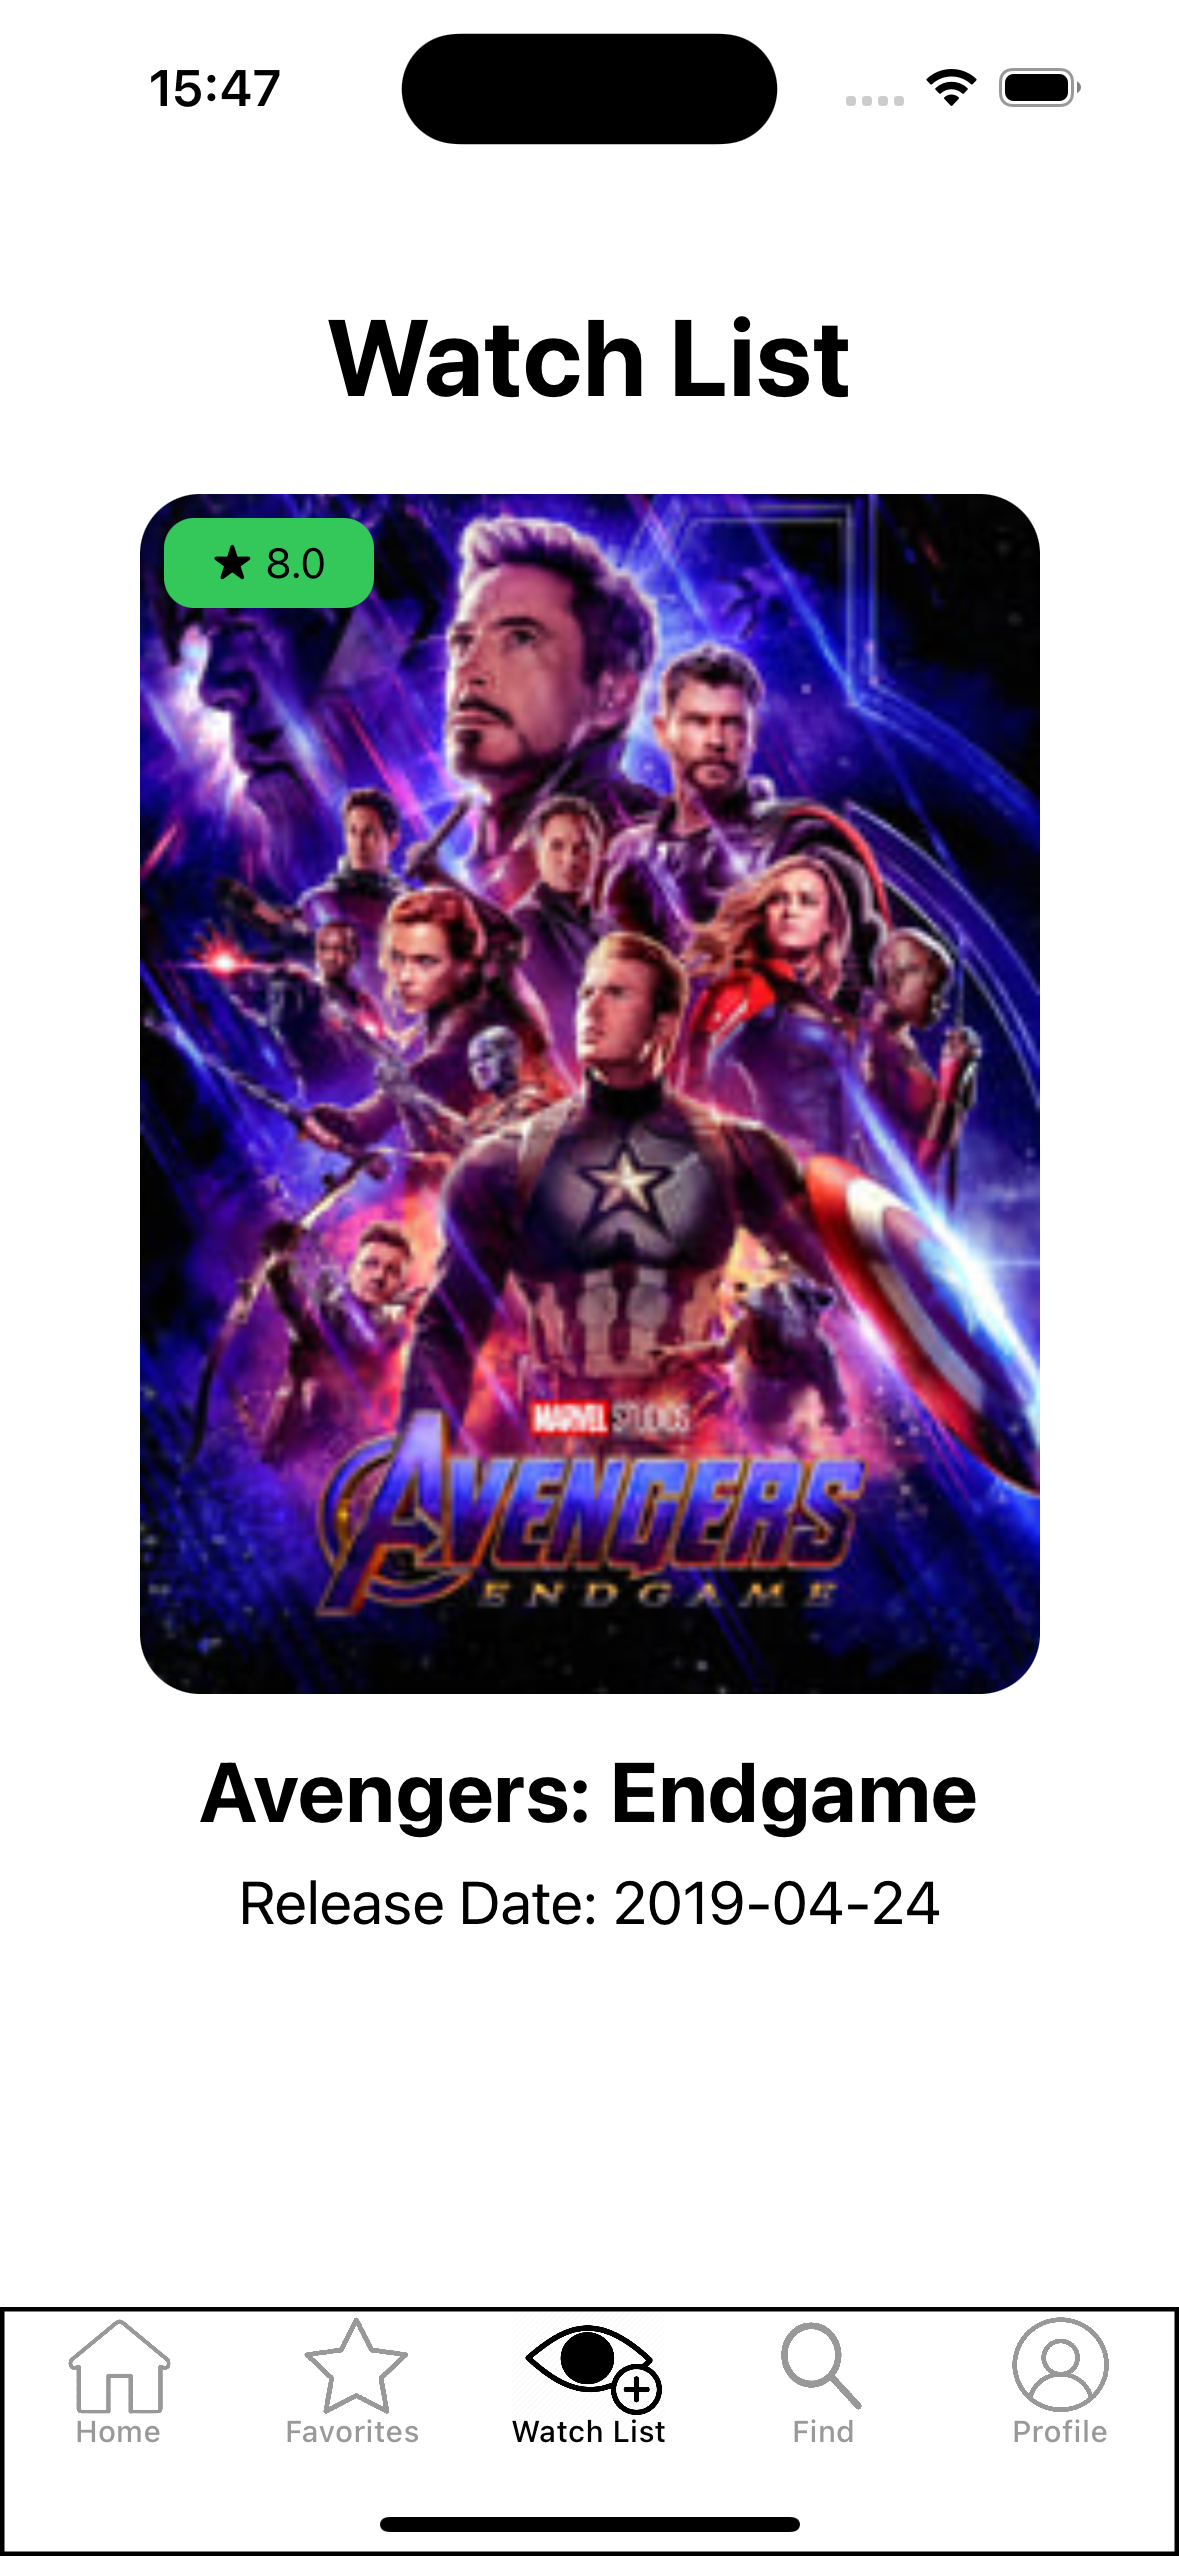 15:47
Watch List
★ 8.0
MARVEL STUDIOS
AVENGERS
ENDGAME
Avengers: Endgame
Release Date: 2019-04-24
Home Favorites Watch List Find Profile